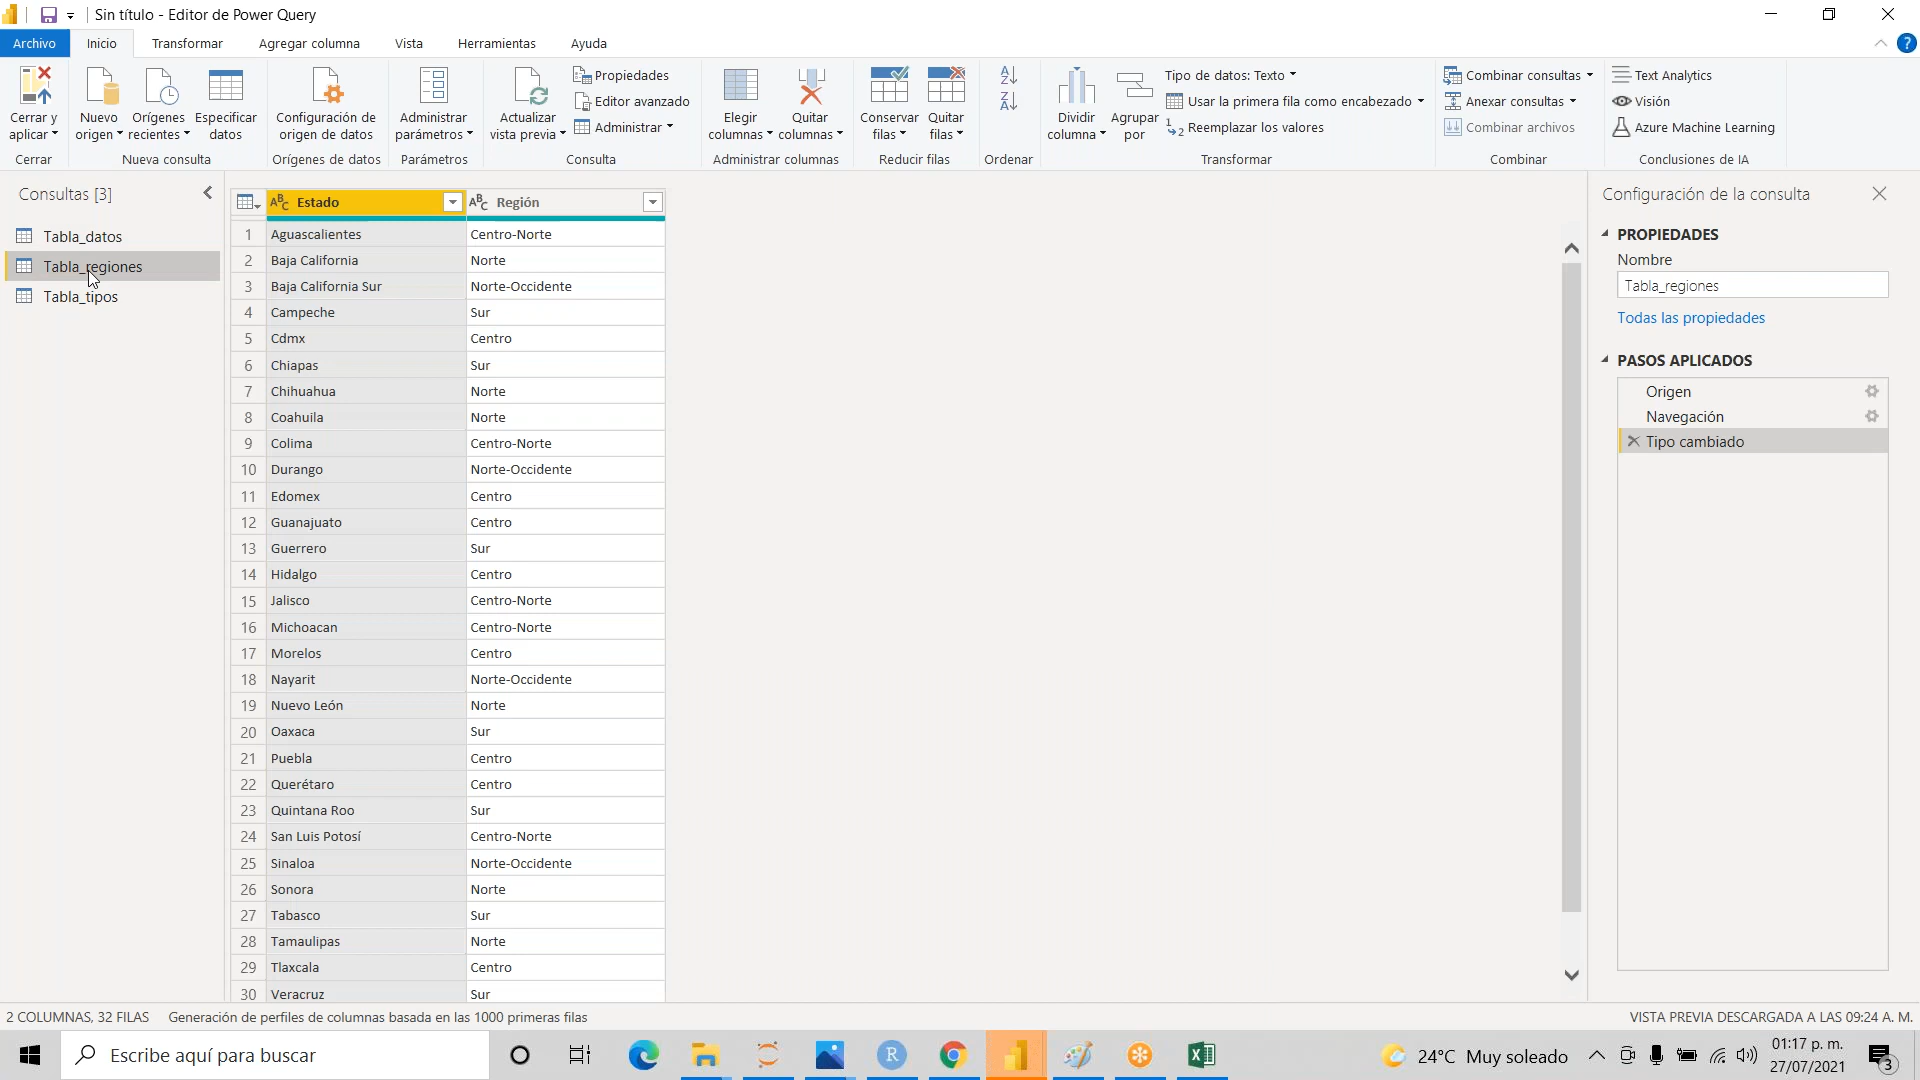 Sin título - Editor de Power Query
Archivo Inicio Transformar Agregar columna Vista Herramientas Ayuda
Cerrar y aplicar
Cerrar
Nuevo origen
Orígenes recientes
Especificar datos
Nueva consulta
Configuración de origen de datos
Orígenes de datos
Administrar parámetros
Parámetros
Actualizar vista previa
Propiedades
Editor avanzado
Administrar
Consulta
Elegir columnas
Quitar columnas
Administrar columnas
Conservar filas
Quitar filas
Reducir filas
Ordenar
Dividir columna
Agrupar por
Tipo de datos: Texto
Usar la primera fila como encabezado
Reemplazar los valores
Transformar
Combinar consultas
Anexar consultas
Combinar archivos
Combinar
Text Analytics
Visión
Azure Machine Learning
Conclusiones de IA
Consultas [3]
Tabla_datos
Tabla_regiones
Tabla_tipos
Estado Región
1 Aguascalientes Centro-Norte
2 Baja California Norte
3 Baja California Sur Norte-Occidente
4 Campeche Sur
5 Cdmx Centro
6 Chiapas Sur
7 Chihuahua Norte
8 Coahuila Norte
9 Colima Centro-Norte
10 Durango Norte-Occidente
11 Edomex Centro
12 Guanajuato Centro
13 Guerrero Sur
14 Hidalgo Centro
15 Jalisco Centro-Norte
16 Michoacan Centro-Norte
17 Morelos Centro
18 Nayarit Norte-Occidente
19 Nuevo León Norte
20 Oaxaca Sur
21 Puebla Centro
22 Querétaro Centro
23 Quintana Roo Sur
24 San Luis Potosí Centro-Norte
25 Sinaloa Norte-Occidente
26 Sonora Norte
27 Tabasco Sur
28 Tamaulipas Norte
29 Tlaxcala Centro
30 Veracruz Sur
Configuración de la consulta
PROPIEDADES
Nombre
Tabla_regiones
Todas las propiedades
PASOS APLICADOS
Origen
Navegación
Tipo cambiado
2 COLUMNAS, 32 FILAS Generación de perfiles de columnas basada en las 1000 primeras filas
VISTA PREVIA DESCARGADA A LAS 09:24 A. M.
Escribe aquí para buscar
24°C Muy soleado
01:17 p. m.
27/07/2021
3